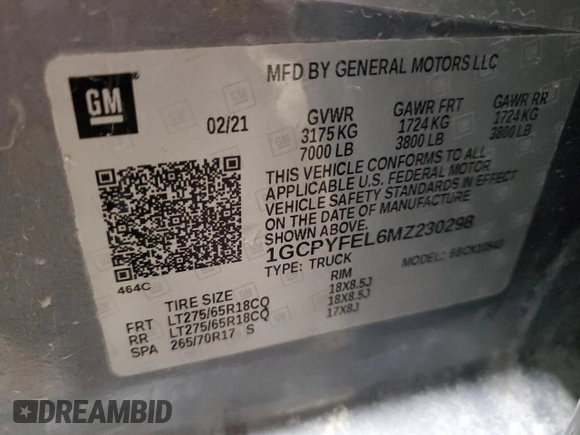 GM
MFD BY GENERAL MOTORS LLC
02/21
GVWR GAWR FRT GAWR RR
3175 KG 1724 KG 1724 KG
7000 LB 3800 LB 3800 LB
THIS VEHICLE CONFORMS TO ALL
APPLICABLE U.S. FEDERAL MOTOR
VEHICLE SAFETY STANDARDS IN EFFECT
ON THE DATE OF MANUFACTURE
SHOWN ABOVE.
1GCPYFEL6MZ230298
TYPE: TRUCK MODEL:
464C
TIRE SIZE RIM
FRT LT275/65R18CQ 18X8.5J
RR LT275/65R18CQ 18X8.5J
SPA 265/70R17 S 17X8J
DREAMBID